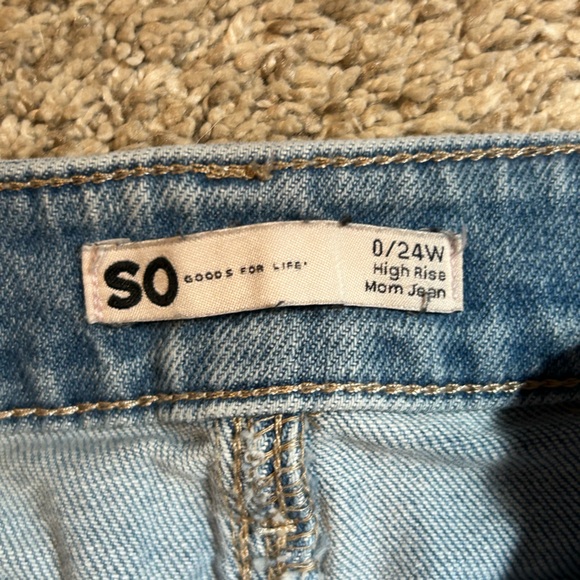 SO GOODS FOR LIFE*
0/24W
High Rise
Mom Jean